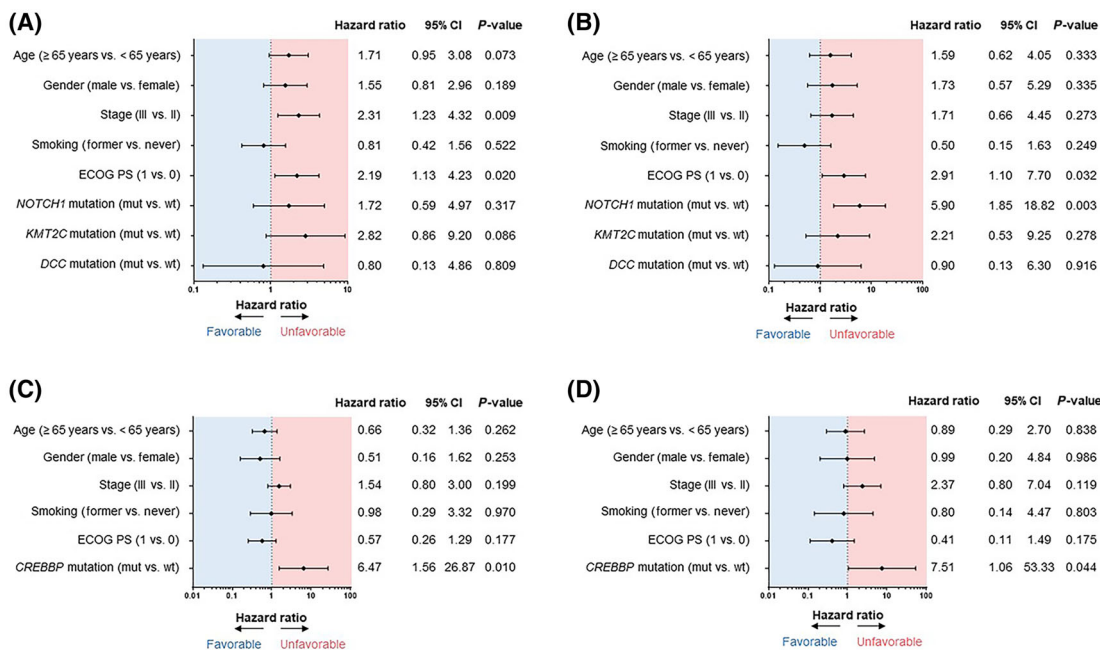 (A)
Hazard ratio 95% CI P-value
Age (≥ 65 years vs. < 65 years) 1.71 0.95 3.08 0.073
Gender (male vs. female) 1.55 0.81 2.96 0.189
Stage (III vs. II) 2.31 1.23 4.32 0.009
Smoking (former vs. never) 0.81 0.42 1.56 0.522
ECOG PS (1 vs. 0) 2.19 1.13 4.23 0.020
NOTCH1 mutation (mut vs. wt) 1.72 0.59 4.97 0.317
KMT2C mutation (mut vs. wt) 2.82 0.86 9.20 0.086
DCC mutation (mut vs. wt) 0.80 0.13 4.86 0.809
0.1 1 10
Hazard ratio
Favorable Unfavorable
(B)
Hazard ratio 95% CI P-value
Age (≥ 65 years vs. < 65 years) 1.59 0.62 4.05 0.333
Gender (male vs. female) 1.73 0.57 5.29 0.335
Stage (III vs. II) 1.71 0.66 4.45 0.273
Smoking (former vs. never) 0.50 0.15 1.63 0.249
ECOG PS (1 vs. 0) 2.91 1.10 7.70 0.032
NOTCH1 mutation (mut vs. wt) 5.90 1.85 18.82 0.003
KMT2C mutation (mut vs. wt) 2.21 0.53 9.25 0.278
DCC mutation (mut vs. wt) 0.90 0.13 6.30 0.916
0.1 1 10 100
Hazard ratio
Favorable Unfavorable
(C)
Hazard ratio 95% CI P-value
Age (≥ 65 years vs. < 65 years) 0.66 0.32 1.36 0.262
Gender (male vs. female) 0.51 0.16 1.62 0.253
Stage (III vs. II) 1.54 0.80 3.00 0.199
Smoking (former vs. never) 0.98 0.29 3.32 0.970
ECOG PS (1 vs. 0) 0.57 0.26 1.29 0.177
CREBBP mutation (mut vs. wt) 6.47 1.56 26.87 0.010
0.01 0.1 1 10 100
Hazard ratio
Favorable Unfavorable
(D)
Hazard ratio 95% CI P-value
Age (≥ 65 years vs. < 65 years) 0.89 0.29 2.70 0.838
Gender (male vs. female) 0.99 0.20 4.84 0.986
Stage (III vs. II) 2.37 0.80 7.04 0.119
Smoking (former vs. never) 0.80 0.14 4.47 0.803
ECOG PS (1 vs. 0) 0.41 0.11 1.49 0.175
CREBBP mutation (mut vs. wt) 7.51 1.06 53.33 0.044
0.01 0.1 1 10 100
Hazard ratio
Favorable Unfavorable